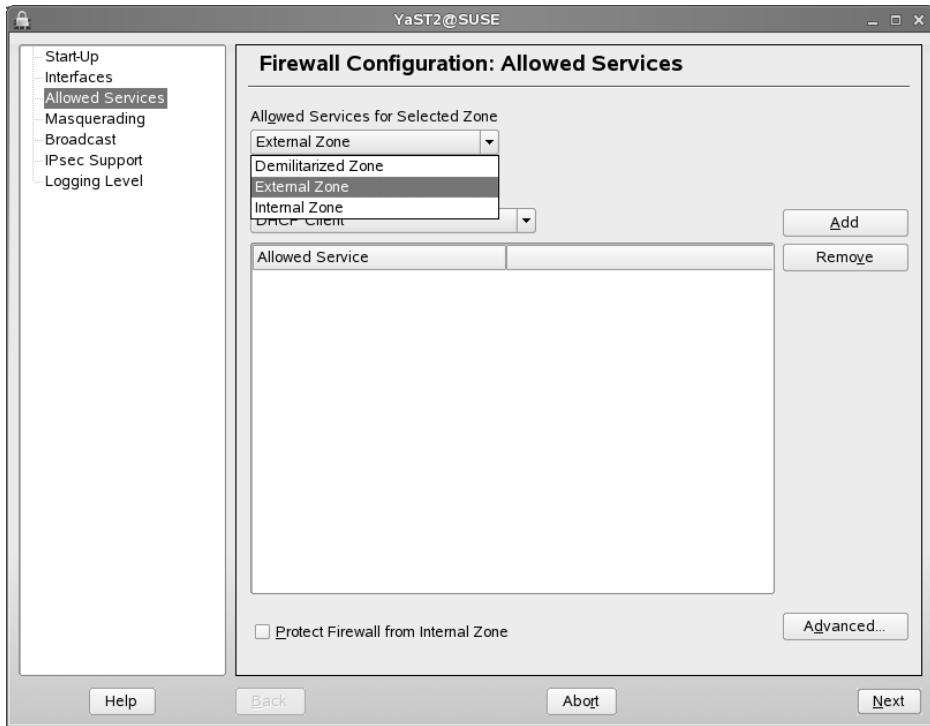 YaST2@SUSE
Start-Up
Interfaces
Allowed Services
Masquerading
Broadcast
IPsec Support
Logging Level
Firewall Configuration: Allowed Services
Allowed Services for Selected Zone
External Zone
Demilitarized Zone
External Zone
Internal Zone
DHCP Client
Add
Allowed Service
Remove
Protect Firewall from Internal Zone
Advanced...
Help
Back
Abort
Next